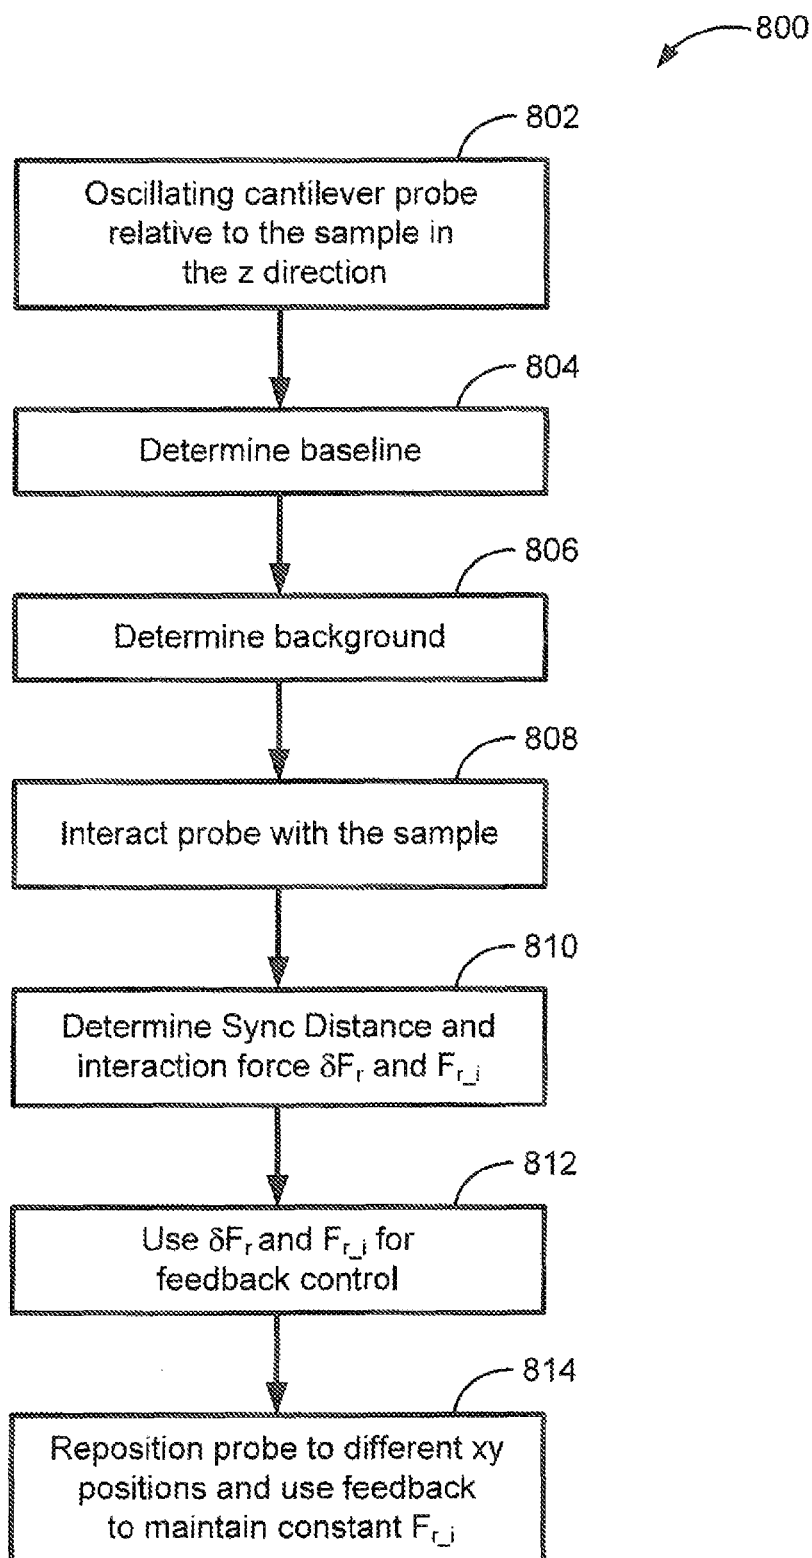 800
802
Oscillating cantilever probe
relative to the sample in
the z direction
804
Determine baseline
806
Determine background
808
Interact probe with the sample
810
Determine Sync Distance and
interaction force δFr and Fr_i
812
Use δFr and Fr_i for
feedback control
814
Reposition probe to different xy
positions and use feedback
to maintain constant Fr_i